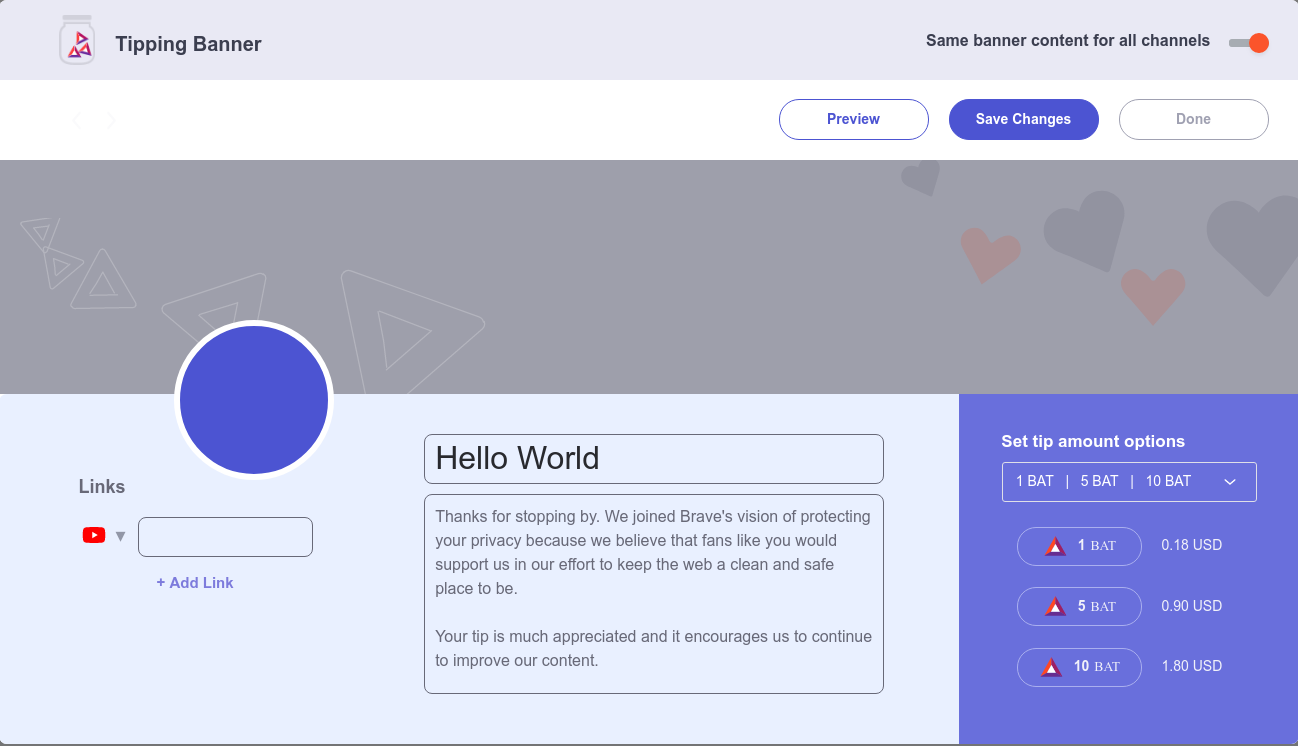 Tipping Banner
Same banner content for all channels
Preview
Save Changes
Done
Links
+ Add Link
Hello World
Thanks for stopping by. We joined Brave's vision of protecting
your privacy because we believe that fans like you would
support us in our effort to keep the web a clean and safe
place to be.
Your tip is much appreciated and it encourages us to continue
to improve our content.
Set tip amount options
1 BAT | 5 BAT | 10 BAT
1 BAT 0.18 USD
5 BAT 0.90 USD
10 BAT 1.80 USD